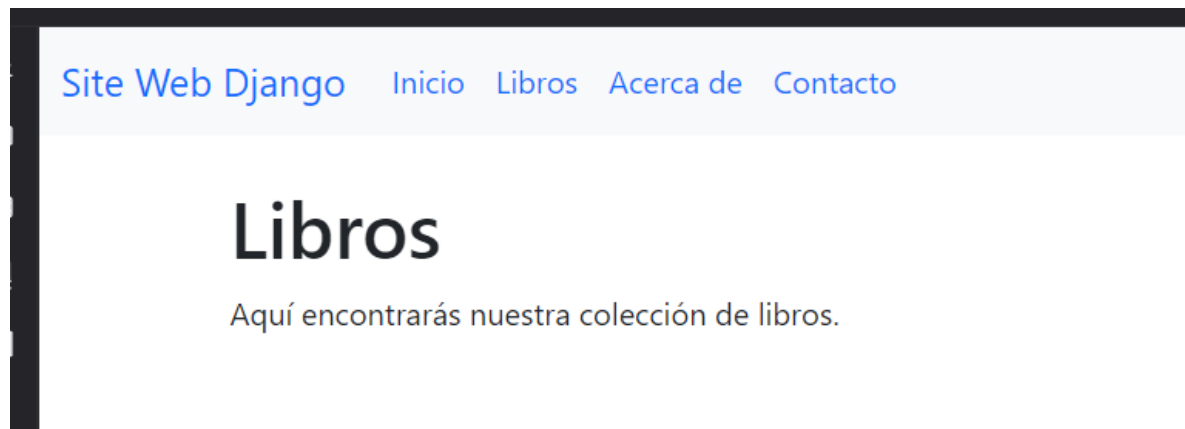 Site Web Django Inicio Libros Acerca de Contacto
Libros
Aquí encontrarás nuestra colección de libros.